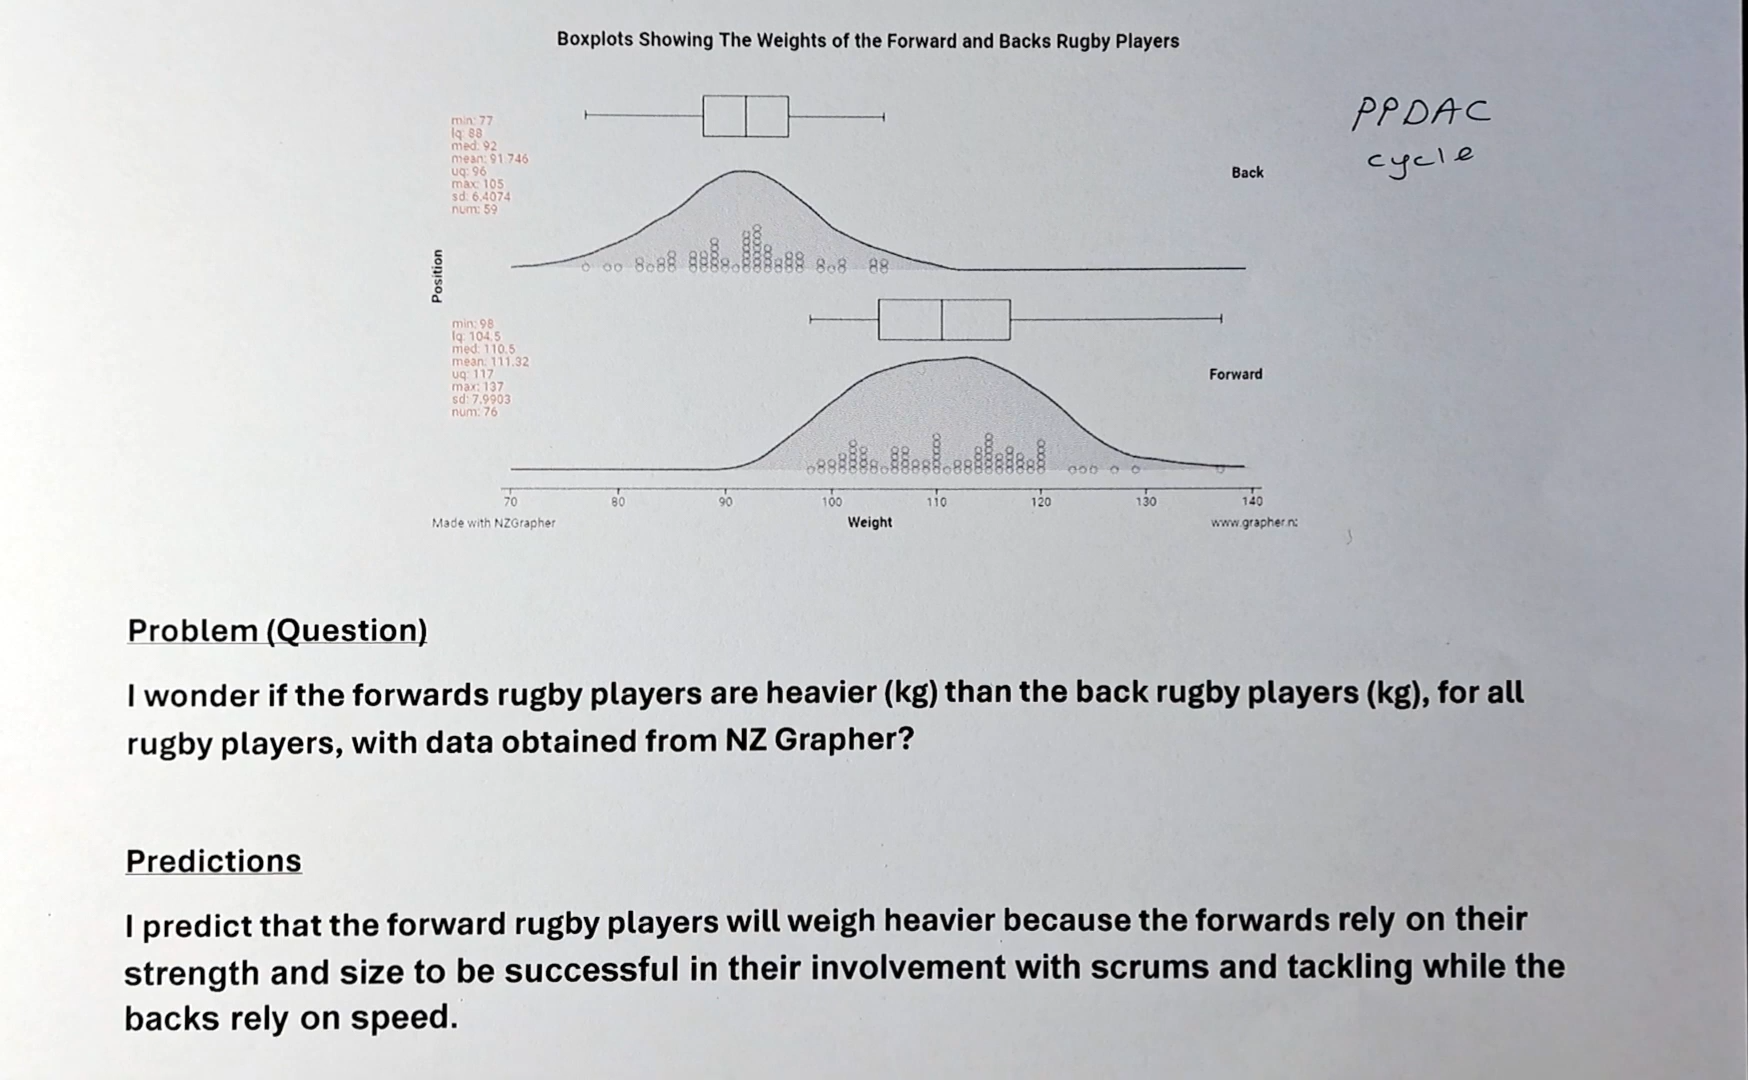 Boxplots Showing The Weights of the Forward and Backs Rugby Players
PPDAC
cycle
min: 77
lq: 88
med: 92
mean: 91.746
uq: 96
max: 105
sd: 6.4074
num: 59
Back
Position
min: 98
lq: 104.5
med: 110.5
mean: 111.32
uq: 117
max: 137
sd: 7.9903
num: 76
Forward
70 80 90 100 110 120 130 140
Made with NZGrapher Weight www.grapher.n
Problem (Question)
I wonder if the forwards rugby players are heavier (kg) than the back rugby players (kg), for all
rugby players, with data obtained from NZ Grapher?
Predictions
I predict that the forward rugby players will weigh heavier because the forwards rely on their
strength and size to be successful in their involvement with scrums and tackling while the
backs rely on speed.